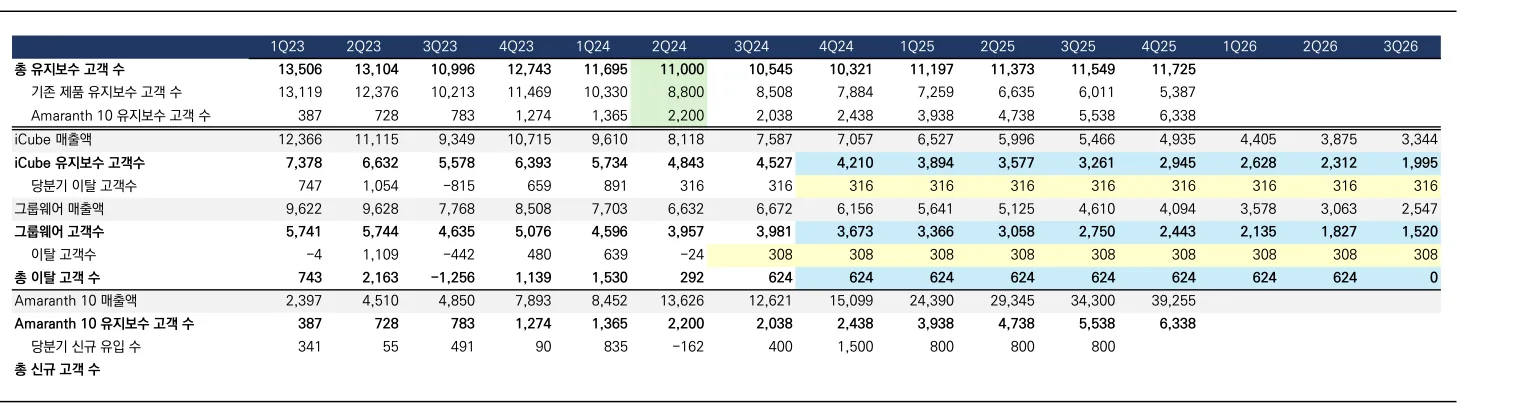 1Q23 2Q23 3Q23 4Q23 1Q24 2Q24 3Q24 4Q24 1Q25 2Q25 3Q25 4Q25 1Q26 2Q26 3Q26
총 유지보수 고객 수 13,506 13,104 10,996 12,743 11,695 11,000 10,545 10,321 11,197 11,373 11,549 11,725
기존 제품 유지보수 고객 수 13,119 12,376 10,213 11,469 10,330 8,800 8,508 7,884 7,259 6,635 6,011 5,387
Amaranth 10 유지보수 고객 수 387 728 783 1,274 1,365 2,200 2,038 2,438 3,938 4,738 5,538 6,338
iCube 매출액 12,366 11,115 9,349 10,715 9,610 8,118 7,587 7,057 6,527 5,996 5,466 4,935 4,405 3,875 3,344
iCube 유지보수 고객수 7,378 6,632 5,578 6,393 5,734 4,843 4,527 4,210 3,894 3,577 3,261 2,945 2,628 2,312 1,995
당분기 이탈 고객수 747 1,054 -815 659 891 316 316 316 316 316 316 316 316 316 316
그룹웨어 매출액 9,622 9,628 7,768 8,508 7,703 6,632 6,672 6,156 5,641 5,125 4,610 4,094 3,578 3,063 2,547
그룹웨어 고객수 5,741 5,744 4,635 5,076 4,596 3,957 3,981 3,673 3,366 3,058 2,750 2,443 2,135 1,827 1,520
이탈 고객수 -4 1,109 -442 480 639 -24 308 308 308 308 308 308 308 308 308
총 이탈 고객 수 743 2,163 -1,256 1,139 1,530 292 624 624 624 624 624 624 624 624 0
Amaranth 10 매출액 2,397 4,510 4,850 7,893 8,452 13,626 12,621 15,099 24,390 29,345 34,300 39,255
Amaranth 10 유지보수 고객 수 387 728 783 1,274 1,365 2,200 2,038 2,438 3,938 4,738 5,538 6,338
당분기 신규 유입 수 341 55 491 90 835 -162 400 1,500 800 800 800
총 신규 고객 수